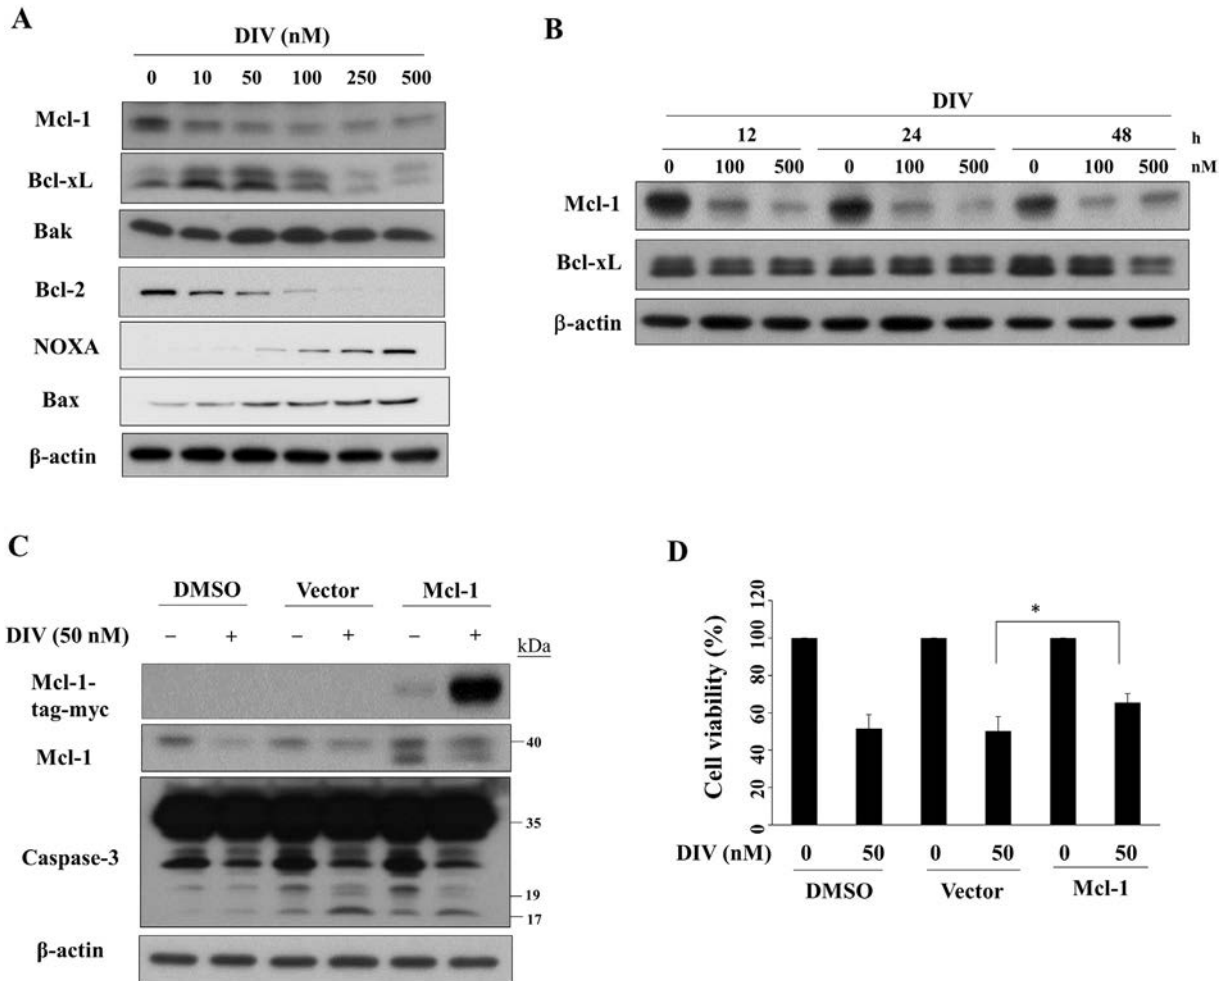 A
DIV (nM)
0 10 50 100 250 500
Mcl-1
Bcl-xL
Bak
Bcl-2
NOXA
Bax
β-actin
B
DIV
12 24 48 h
0 100 500 0 100 500 0 100 500 nM
Mcl-1
Bcl-xL
β-actin
C
DMSO Vector Mcl-1
DIV (50 nM) – + – + – + kDa
Mcl-1-
tag-myc
Mcl-1
40
Caspase-3
35
19
17
β-actin
D
Cell viability (%)
120
100
80
60
40
20
0
*
DIV (nM) 0 50 0 50 0 50
DMSO Vector Mcl-1